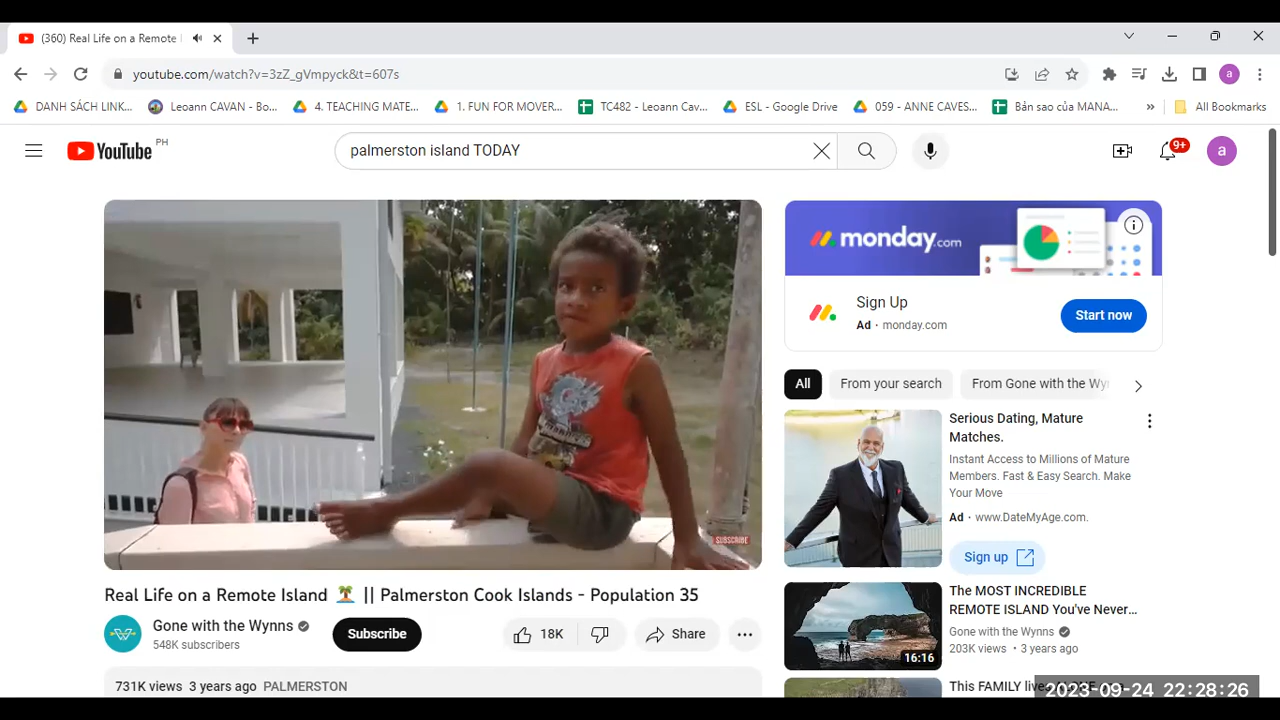 (360) Real Life on a Remote
youtube.com/watch?v=3zZ_gVmpyck&t=607s
a
DANH SÁCH LINK...
Leoann CAVAN - Bo...
4. TEACHING MATE...
1. FUN FOR MOVER...
TC482 - Leoann Cav...
ESL - Google Drive
059 - ANNE CAVES...
Bản sao của MANA...
»
All Bookmarks
YouTube PH
palmerston island TODAY
9+
a
SUBSCRIBE
monday.com
Sign Up
Ad · monday.com
Start now
All
From your search
From Gone with the Wyn
Serious Dating, Mature
Matches.
Instant Access to Millions of Mature
Members. Fast & Easy Search. Make
Your Move
Ad · www.DateMyAge.com.
Sign up
Real Life on a Remote Island 🏝️ || Palmerston Cook Islands - Population 35
Gone with the Wynns
548K subscribers
Subscribe
18K
Share
731K views 3 years ago PALMERSTON
The MOST INCREDIBLE
REMOTE ISLAND You've Never...
Gone with the Wynns
203K views • 3 years ago
16:16
This FAMILY live
2023-09-24 22:28:26